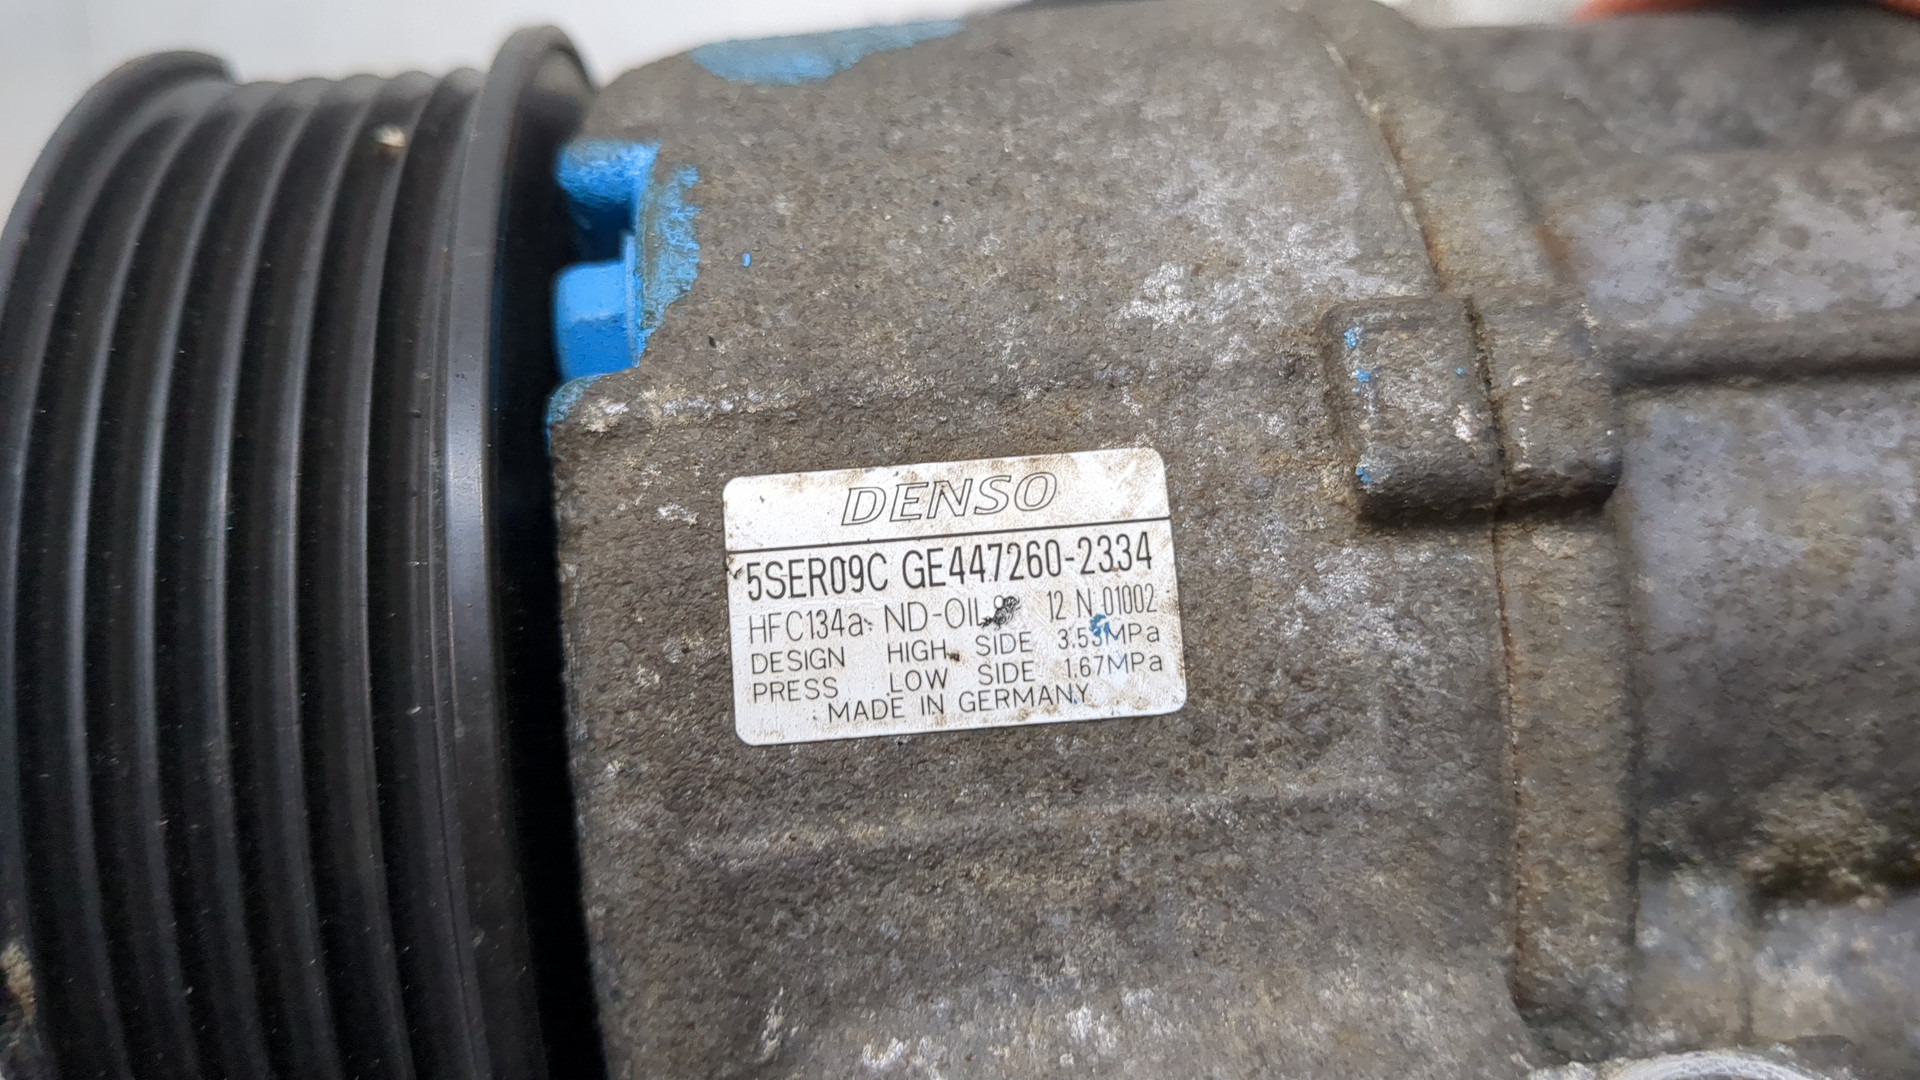 DENSO
5SER09C GE447260-2334
HFC134a ND-OIL 12 N 01002
DESIGN HIGH SIDE 3.53MPa
PRESS LOW SIDE 1.67MPa
MADE IN GERMANY